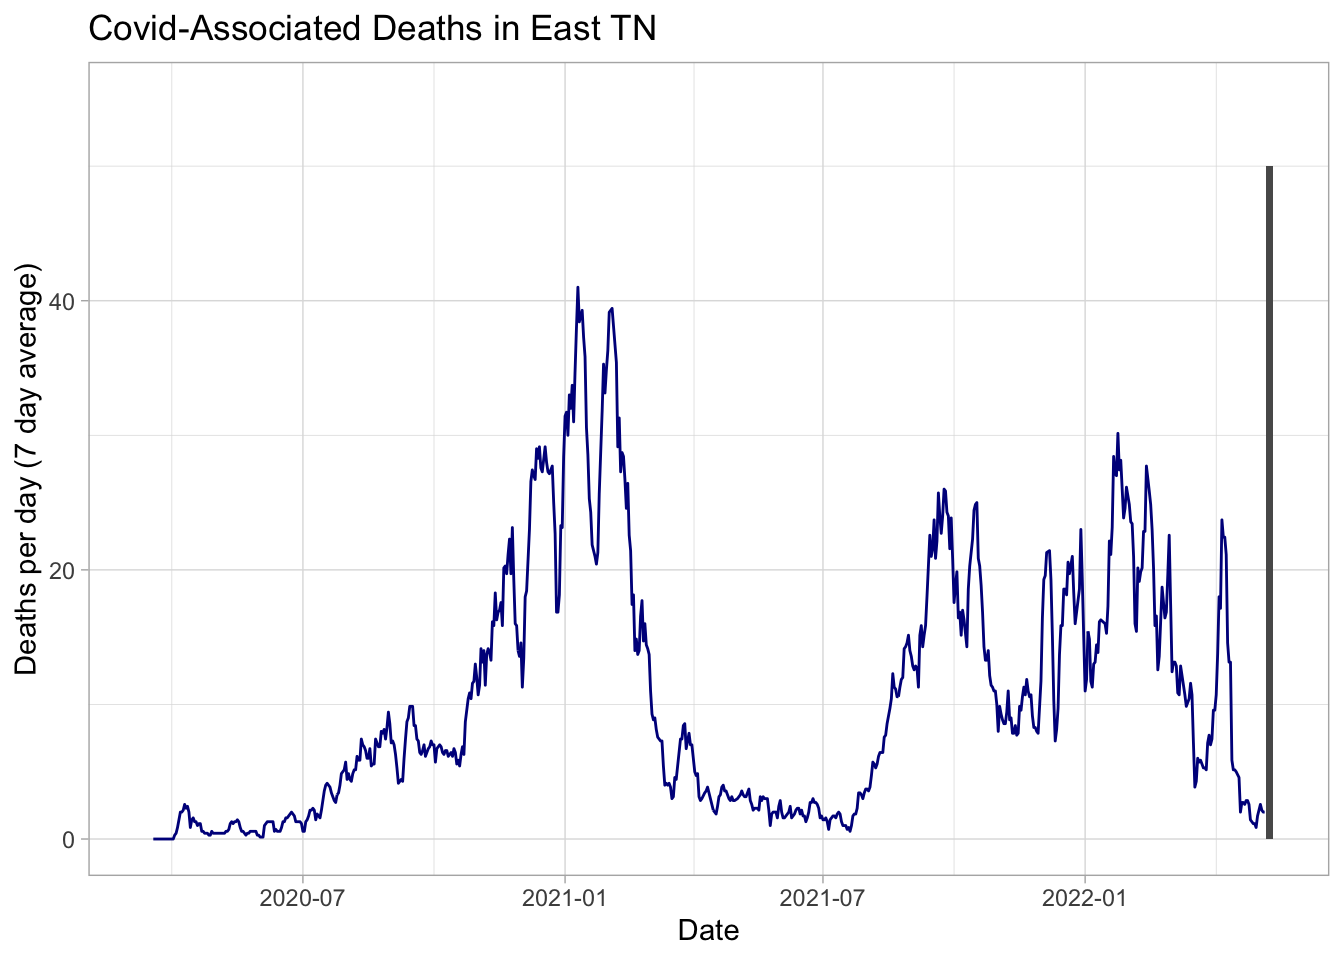 Covid-Associated Deaths in East TN
Deaths per day (7 day average)
40
20
0
2020-07
2021-01
2021-07
2022-01
Date